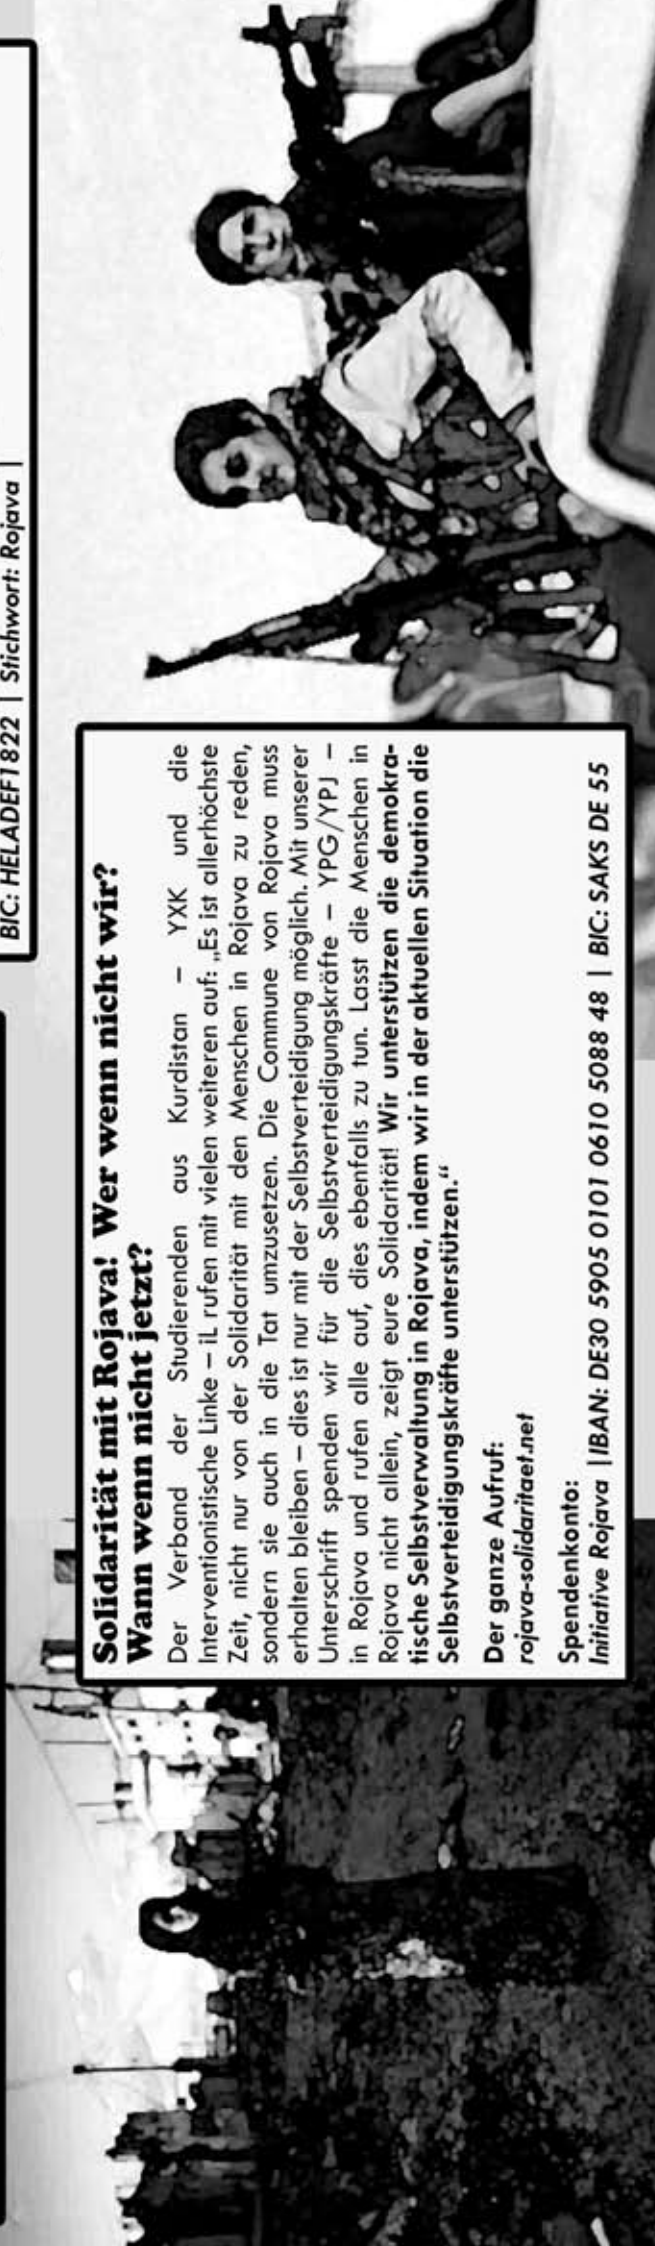 BIC: HELADEF1822 | Stichwort: Rojava |
Solidarität mit Rojava! Wer wenn nicht wir?
Wann wenn nicht jetzt?
Der Verband der Studierenden aus Kurdistan – YXK und die
Interventionistische Linke – iL rufen mit vielen weiteren auf: „Es ist allerhöchste
Zeit, nicht nur von der Solidarität mit den Menschen in Rojava zu reden,
sondern sie auch in die Tat umzusetzen. Die Commune von Rojava muss
erhalten bleiben – dies ist nur mit der Selbstverteidigung möglich. Mit unserer
Unterschrift spenden wir für die Selbstverteidigungskräfte – YPG/YPJ –
in Rojava und rufen alle auf, dies ebenfalls zu tun. Lasst die Menschen in
Rojava nicht allein, zeigt eure Solidarität! Wir unterstützen die demokra-
tische Selbstverwaltung in Rojava, indem wir in der aktuellen Situation die
Selbstverteidigungskräfte unterstützen.“
Der ganze Aufruf:
rojava-solidaritaet.net
Spendenkonto:
Initiative Rojava | IBAN: DE30 5905 0101 0610 5088 48 | BIC: SAKS DE 55